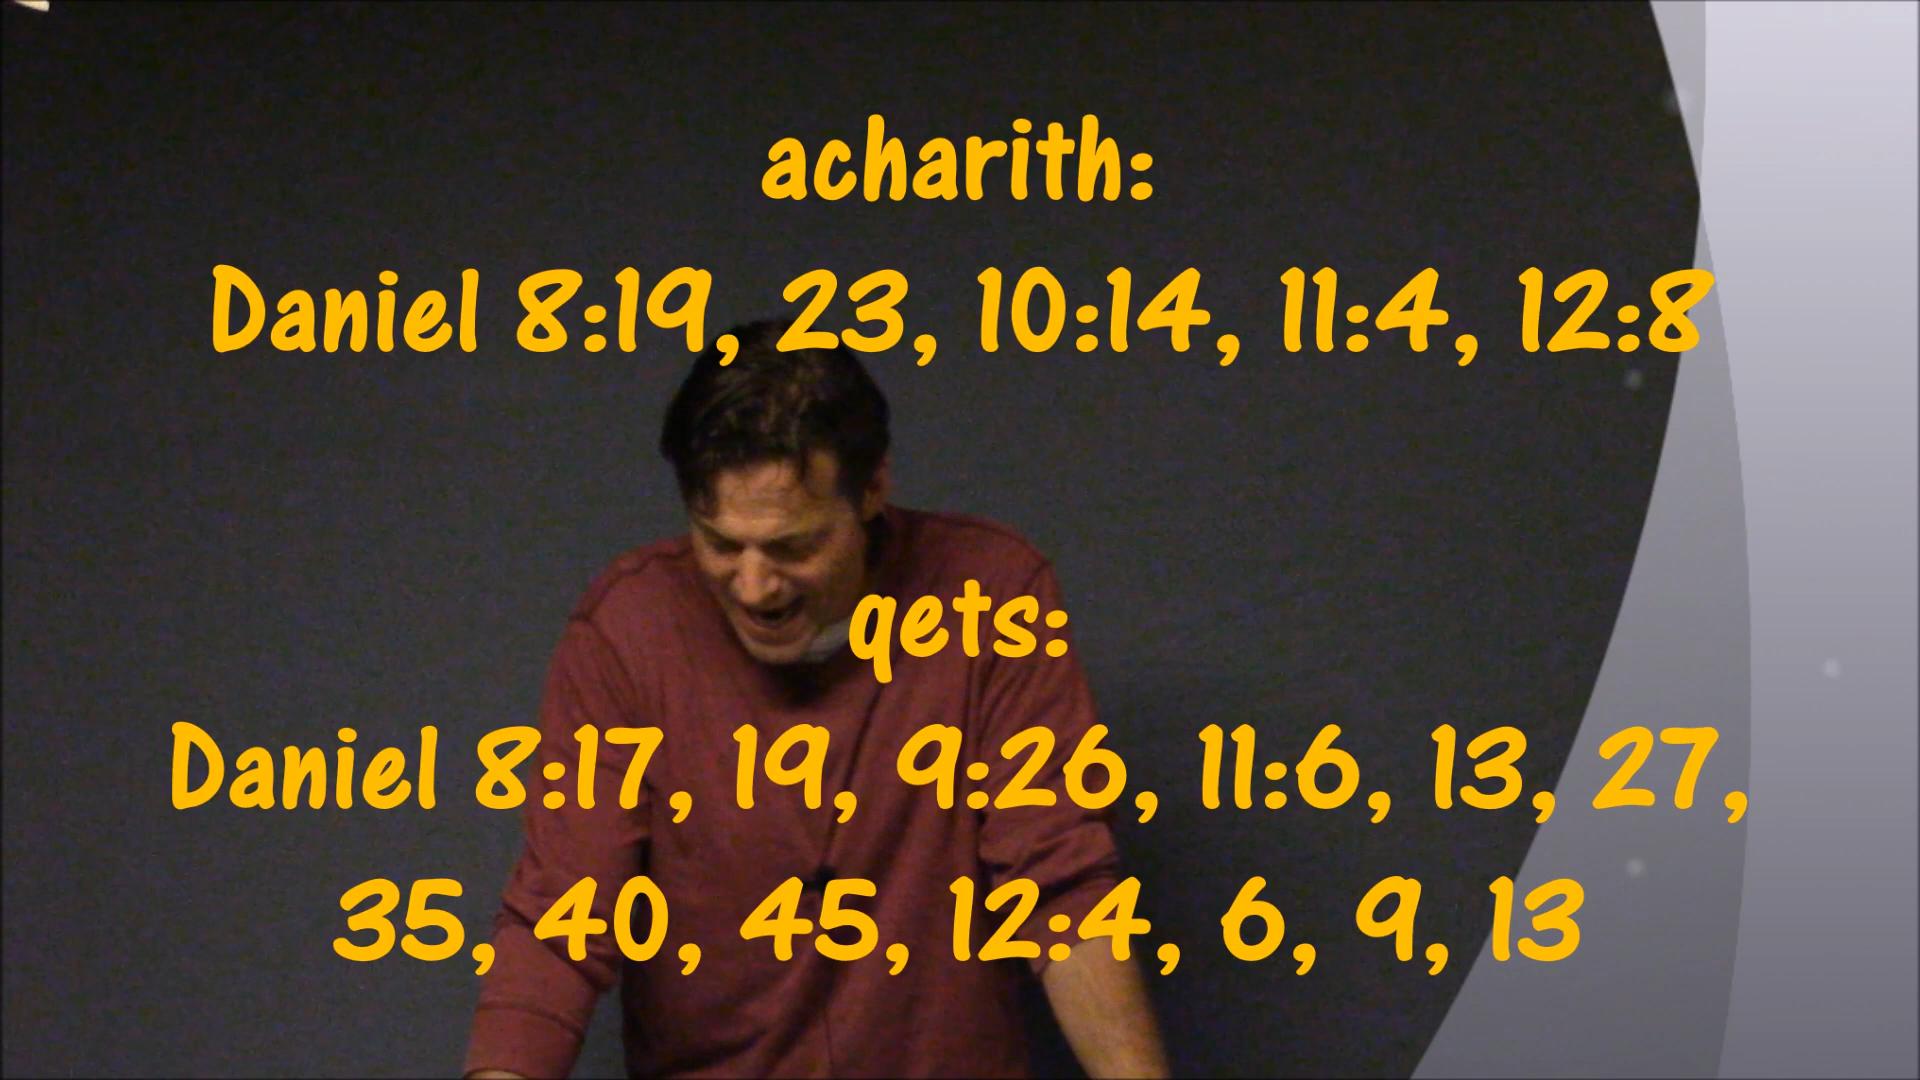 acharith:
Daniel 8:19, 23, 10:14, 11:4, 12:8
qets:
Daniel 8:17, 19, 9:26, 11:6, 13, 27,
35, 40, 45, 12:4, 6, 9, 13